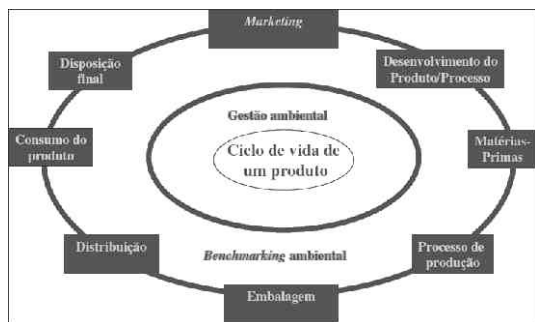 Marketing
Disposição
final
Desenvolvimento do
Produto/Processo
Gestão ambiental
Consumo do
produto
Ciclo de vida de
um produto
Matérias-
Primas
Distribuição
Benchmarking ambiental
Processo de
produção
Embalagem